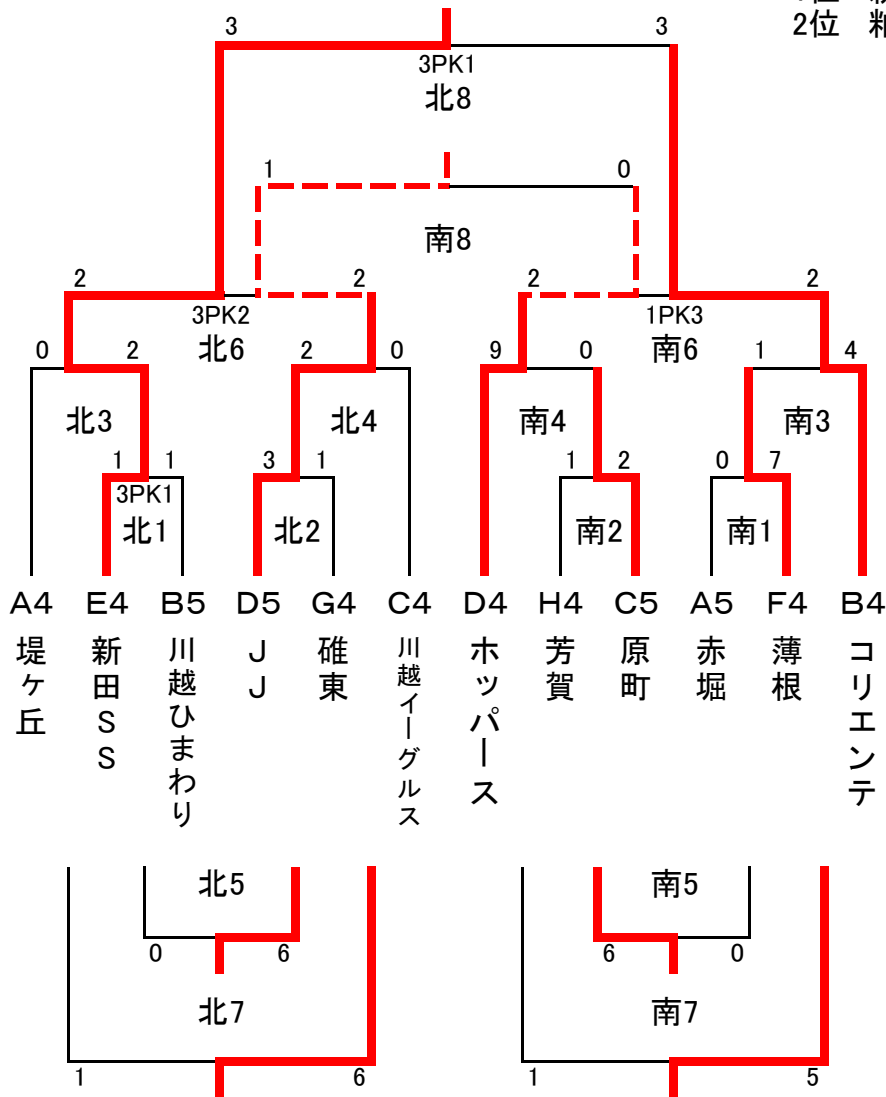 2位
3 3
3PK1
北8
1 0
南8
2 2 2 2
3PK2 1PK3
北6 南6
0 2 2 0 9 0 1 4
北3 北4 南4 南3
1 1 3 1 1 2 0 7
3PK1
北1 北2 南2 南1
A4 E4 B5 D5 G4 C4 D4 H4 C5 A5 F4 B4
堤ヶ丘
新田SS
川越ひまわり
JJ
碓東
川越イーグルス
ホッパース
芳賀
原町
赤堀
薄根
コリエンテ
北5 南5
0 6 6 0
北7 南7
1 6 1 5